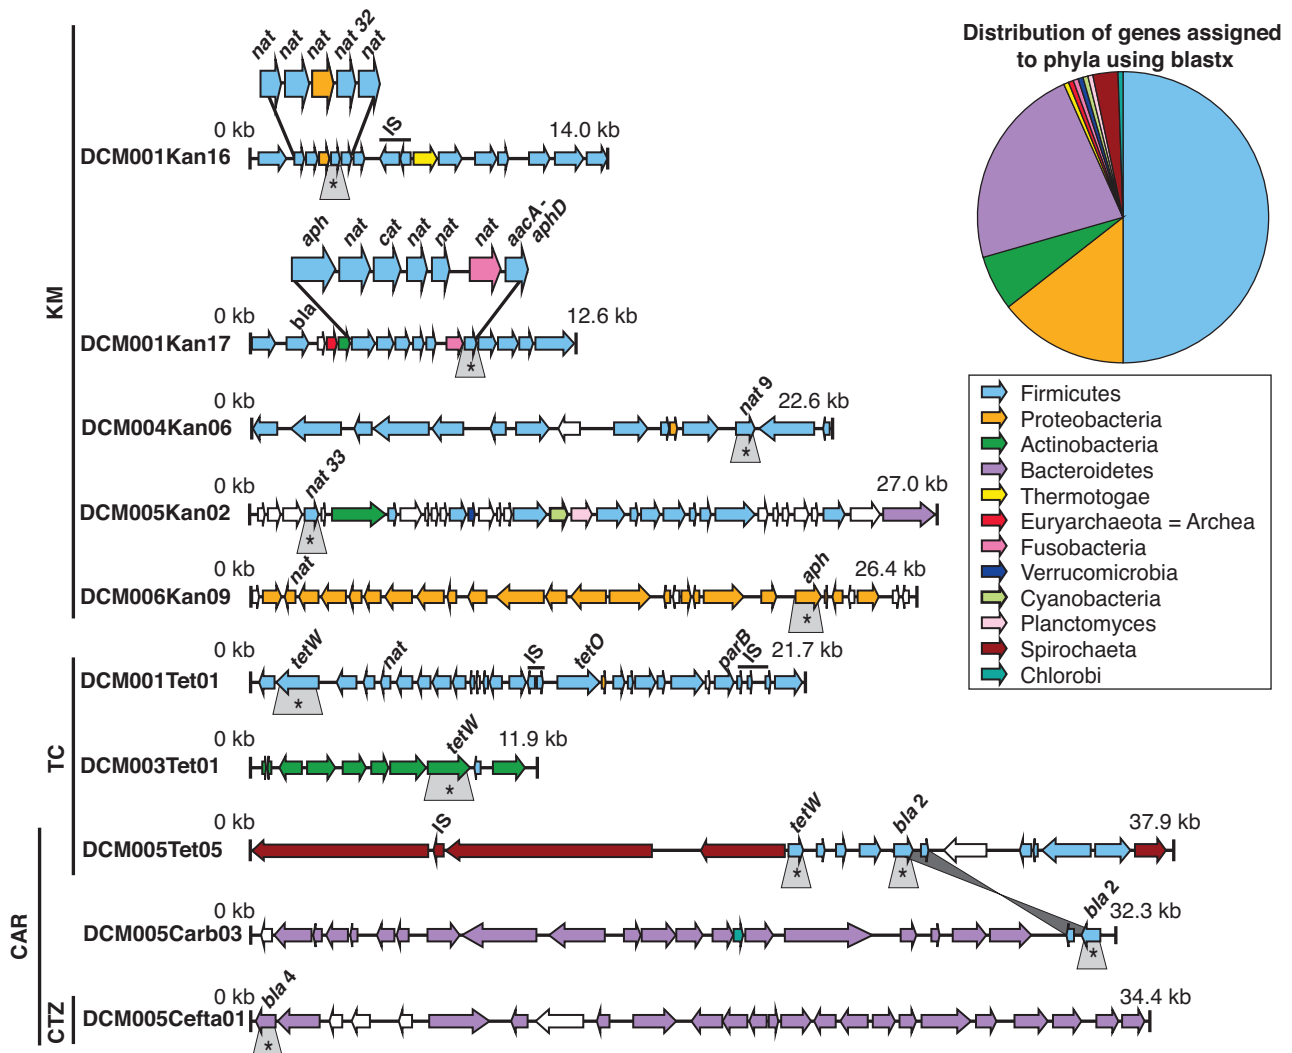 nat nat nat nat 32 nat
0 kb IS 14.0 kb
DCM001Kan16
*
aph nat cat nat nat nat aacA-
aphD
0 kb bla 12.6 kb
DCM001Kan17
*
0 kb nat 9 22.6 kb
DCM004Kan06
*
0 kb nat 33 27.0 kb
DCM005Kan02
*
0 kb nat aph 26.4 kb
DCM006Kan09
*
KM
0 kb tetW nat IS tetO parB IS 21.7 kb
DCM001Tet01
*
0 kb tetW 11.9 kb
DCM003Tet01
*
TC
0 kb IS tetW bla 2 37.9 kb
DCM005Tet05
* *
0 kb bla 2 32.3 kb
DCM005Carb03
*
CAR
0 kb bla 4 34.4 kb
DCM005Cefta01
*
CTZ
Distribution of genes assigned
to phyla using blastx
Firmicutes
Proteobacteria
Actinobacteria
Bacteroidetes
Thermotogae
Euryarchaeota = Archea
Fusobacteria
Verrucomicrobia
Cyanobacteria
Planctomyces
Spirochaeta
Chlorobi